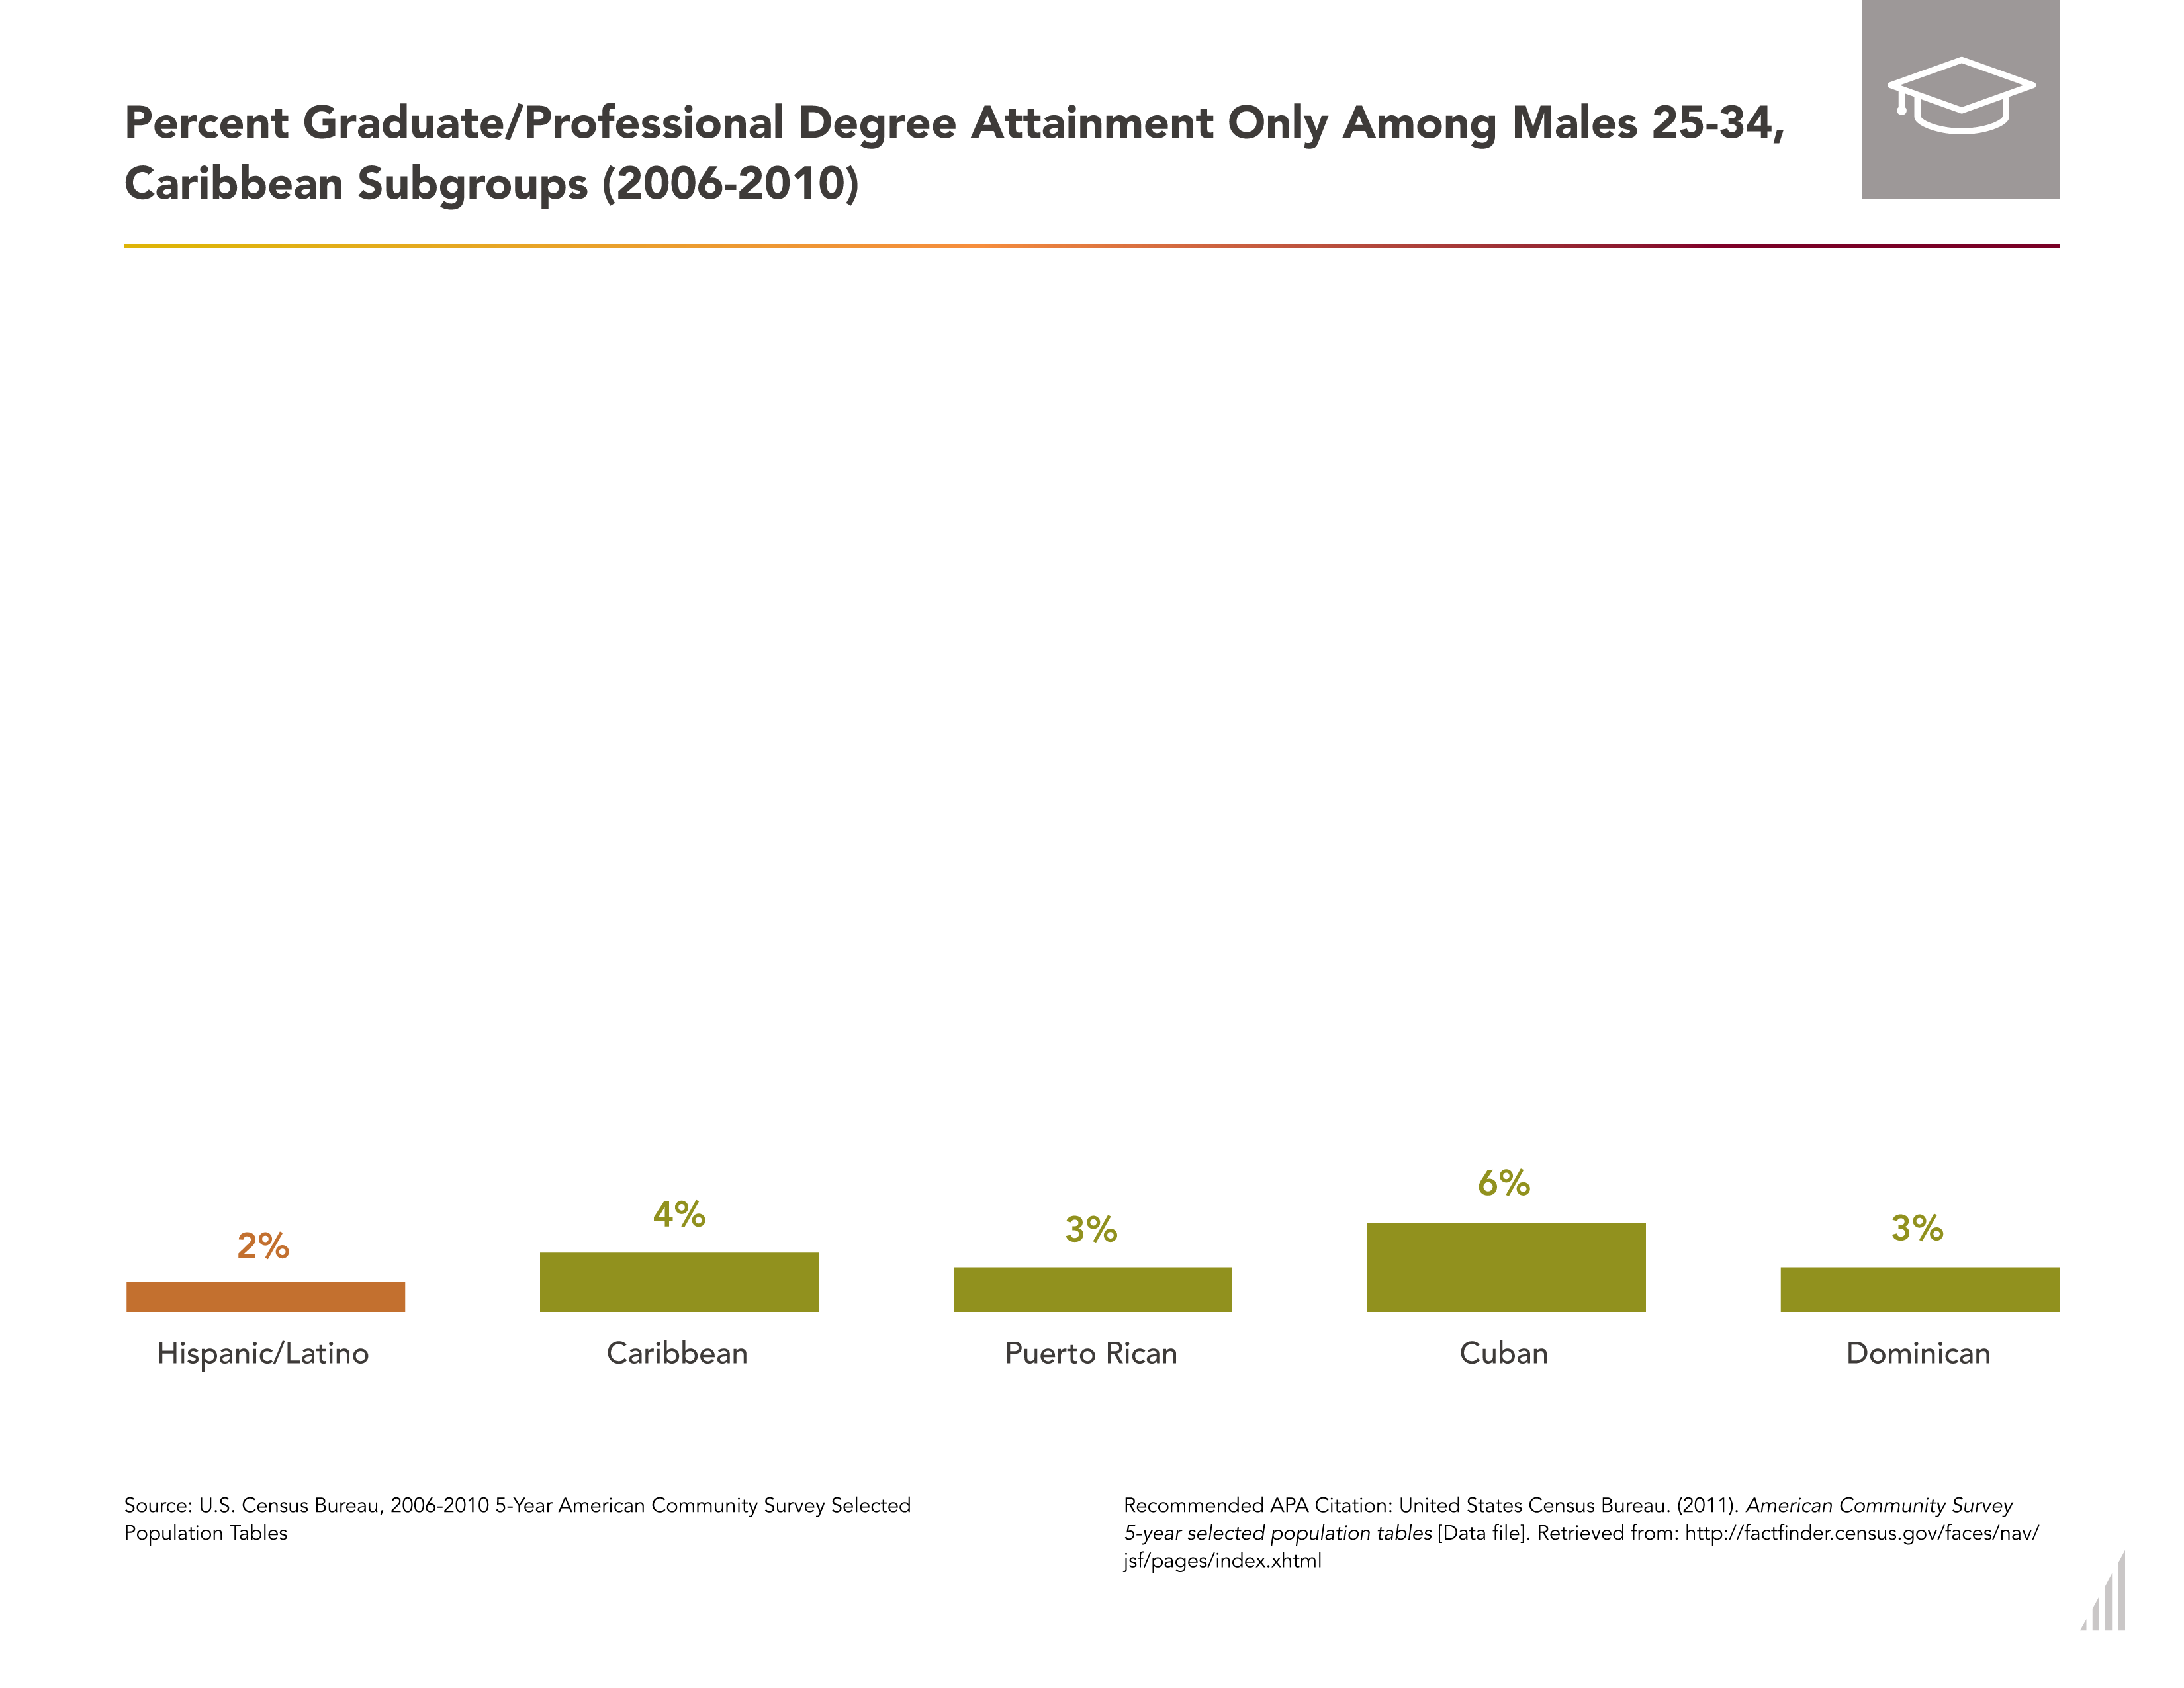 Percent Graduate/Professional Degree Attainment Only Among Males 25-34,
Caribbean Subgroups (2006-2010)
2%
4%
3%
6%
3%
Hispanic/Latino
Caribbean
Puerto Rican
Cuban
Dominican
Source: U.S. Census Bureau, 2006-2010 5-Year American Community Survey Selected
Population Tables
Recommended APA Citation: United States Census Bureau. (2011). American Community Survey
5-year selected population tables [Data file]. Retrieved from: http://factfinder.census.gov/faces/nav/
jsf/pages/index.xhtml